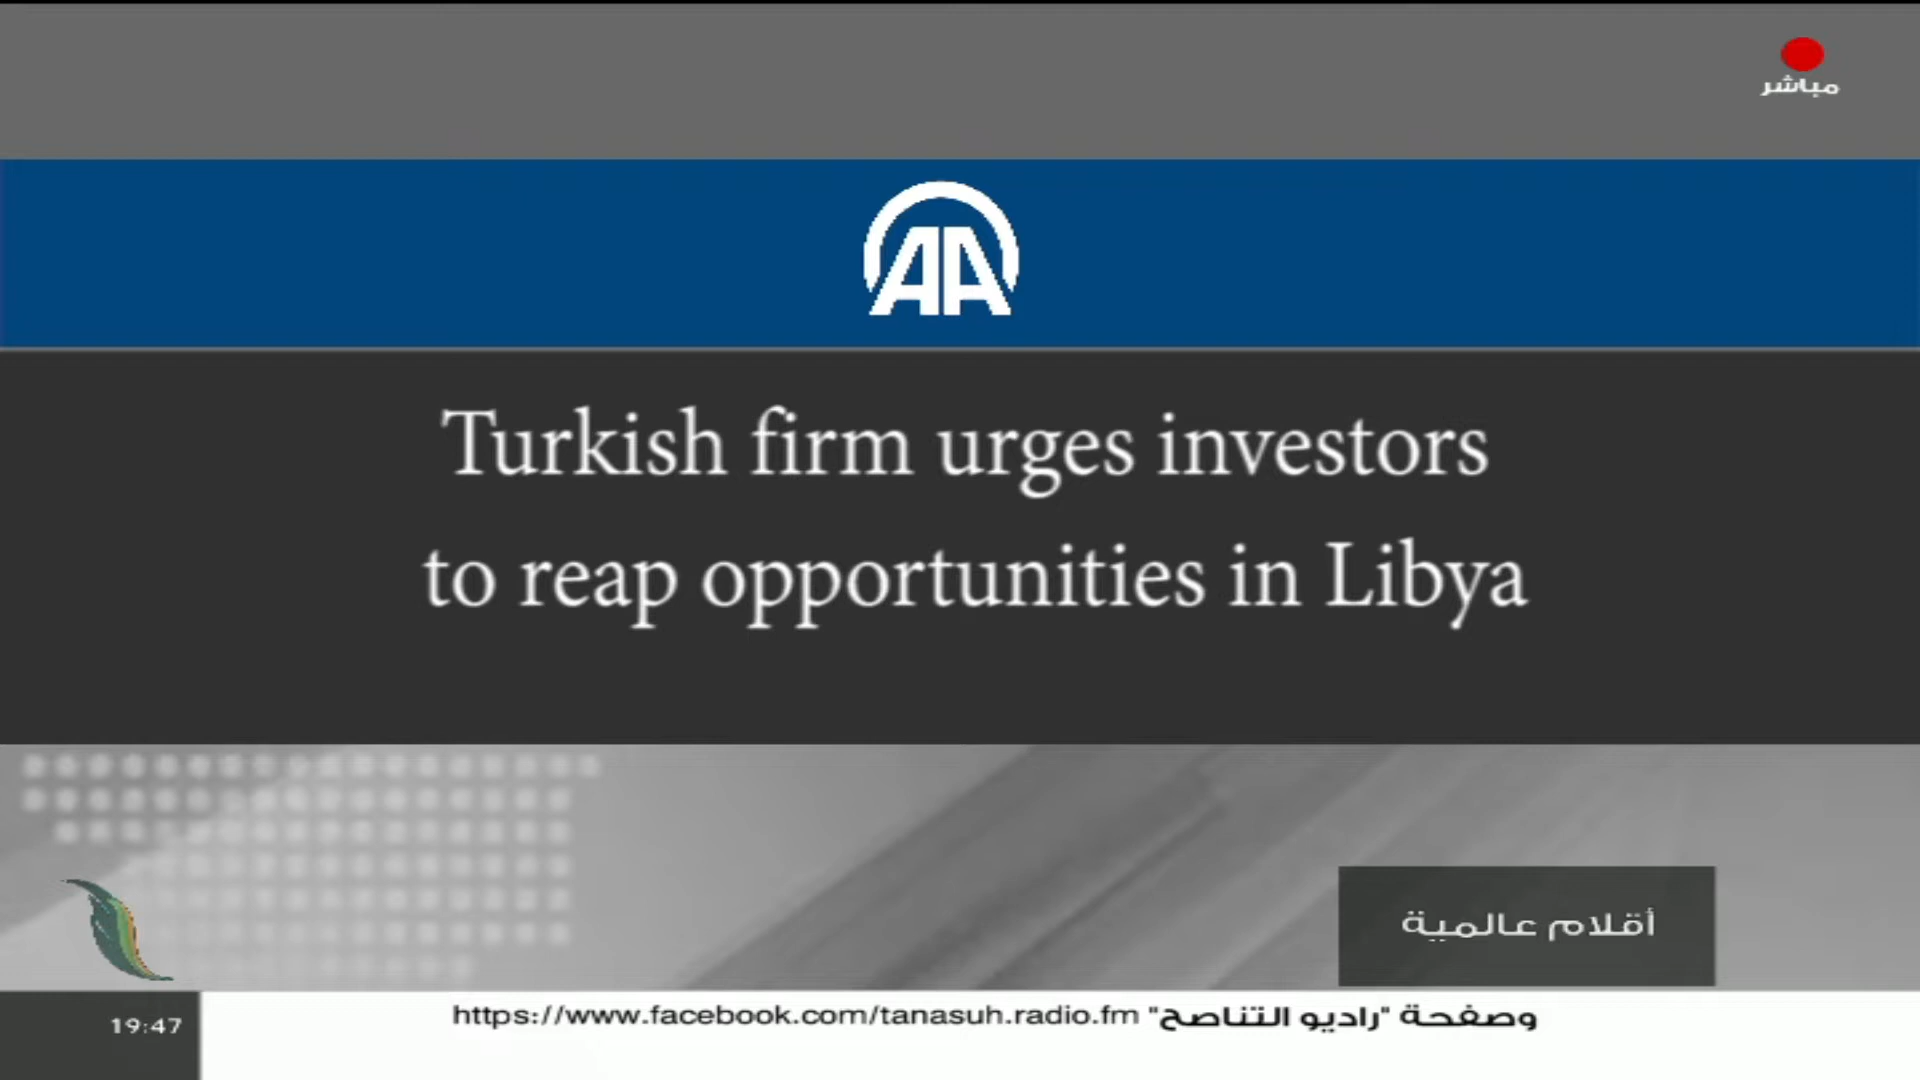 مباشر
AA
Turkish firm urges investors
to reap opportunities in Libya
أقلام عالمية
19:47
وصفحة "راديو التناصح" https://www.facebook.com/tanasuh.radio.fm